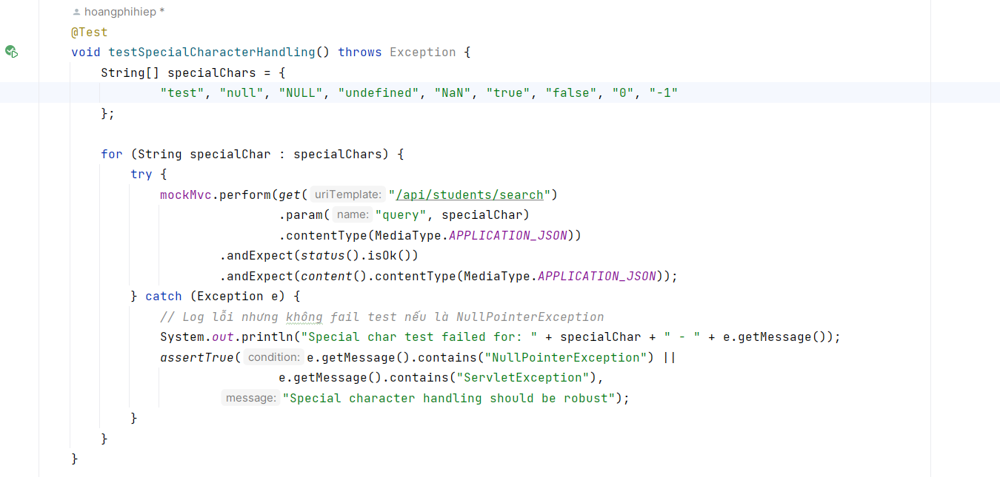 hoangphihiep *
@Test
void testSpecialCharacterHandling() throws Exception {
String[] specialChars = {
"test", "null", "NULL", "undefined", "NaN", "true", "false", "0", "-1"
};
for (String specialChar : specialChars) {
try {
mockMvc.perform(get( uriTemplate: "/api/students/search")
.param( name: "query", specialChar)
.contentType(MediaType.APPLICATION_JSON))
.andExpect(status().isOk())
.andExpect(content().contentType(MediaType.APPLICATION_JSON));
} catch (Exception e) {
// Log lỗi nhưng không fail test nếu là NullPointerException
System.out.println("Special char test failed for: " + specialChar + " - " + e.getMessage());
assertTrue( condition: e.getMessage().contains("NullPointerException") ||
e.getMessage().contains("ServletException"),
message: "Special character handling should be robust");
}
}
}